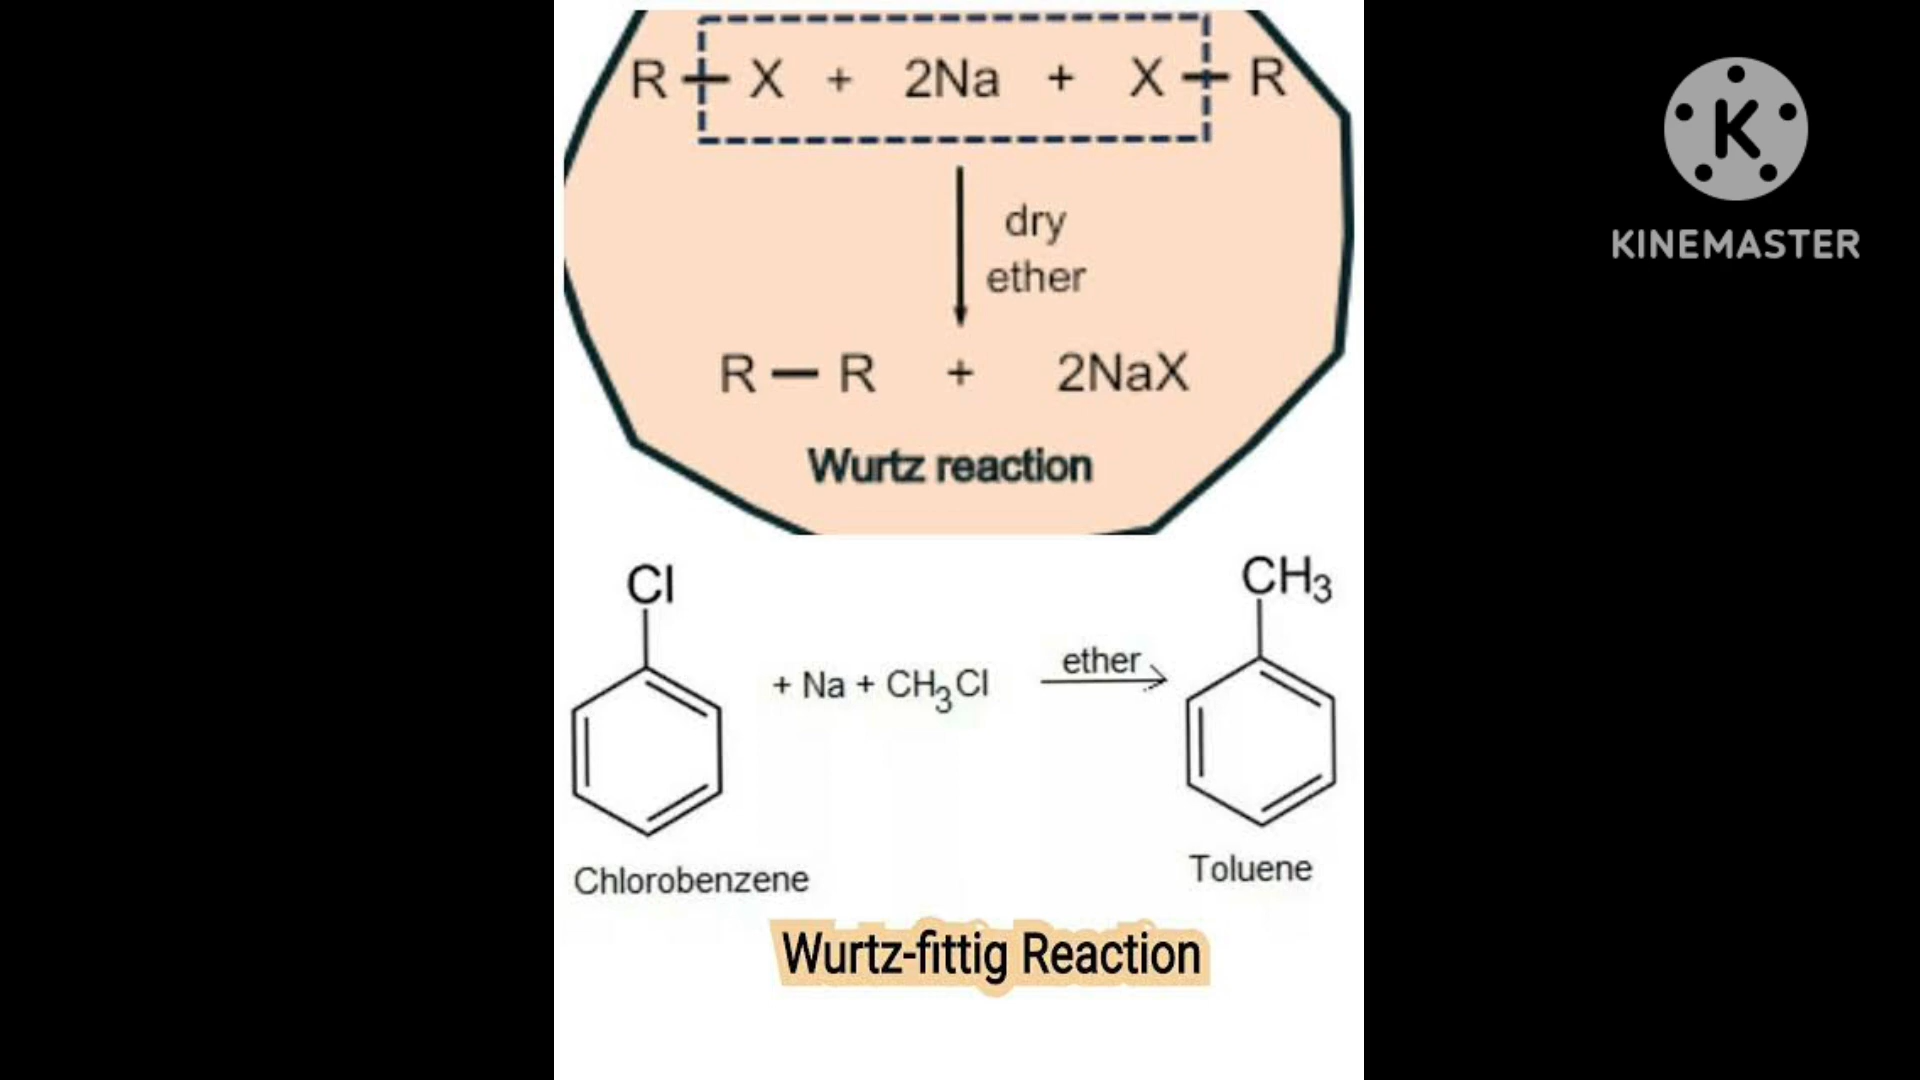 R — X + 2Na + X — R
dry
ether
R — R + 2NaX
Wurtz reaction
Cl
CH₃
+ Na + CH₃Cl
ether
Chlorobenzene
Toluene
Wurtz-fittig Reaction
K
KINEMASTER